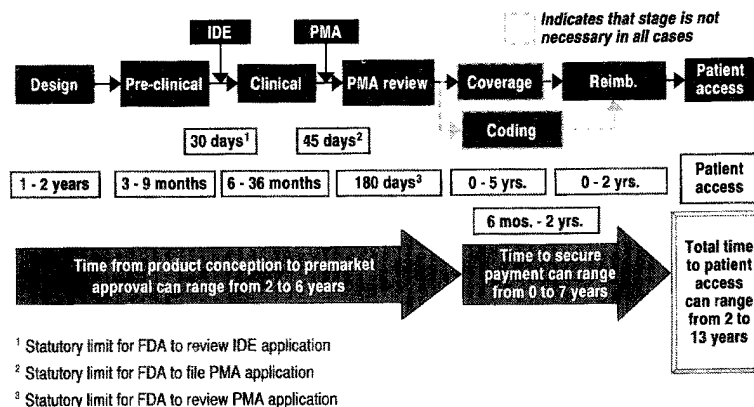 IDE
PMA
Indicates that stage is not
necessary in all cases
Design
Pre-clinical
Clinical
PMA review
Coverage
Reimb.
Patient
access
Coding
30 days¹
45 days²
1 - 2 years
3 - 9 months
6 - 36 months
180 days³
0 - 5 yrs.
0 - 2 yrs.
Patient
access
6 mos. - 2 yrs.
Time from product conception to premarket
approval can range from 2 to 6 years
Time to secure
payment can range
from 0 to 7 years
Total time
to patient
access
can range
from 2 to
13 years
¹ Statutory limit for FDA to review IDE application
² Statutory limit for FDA to file PMA application
³ Statutory limit for FDA to review PMA application